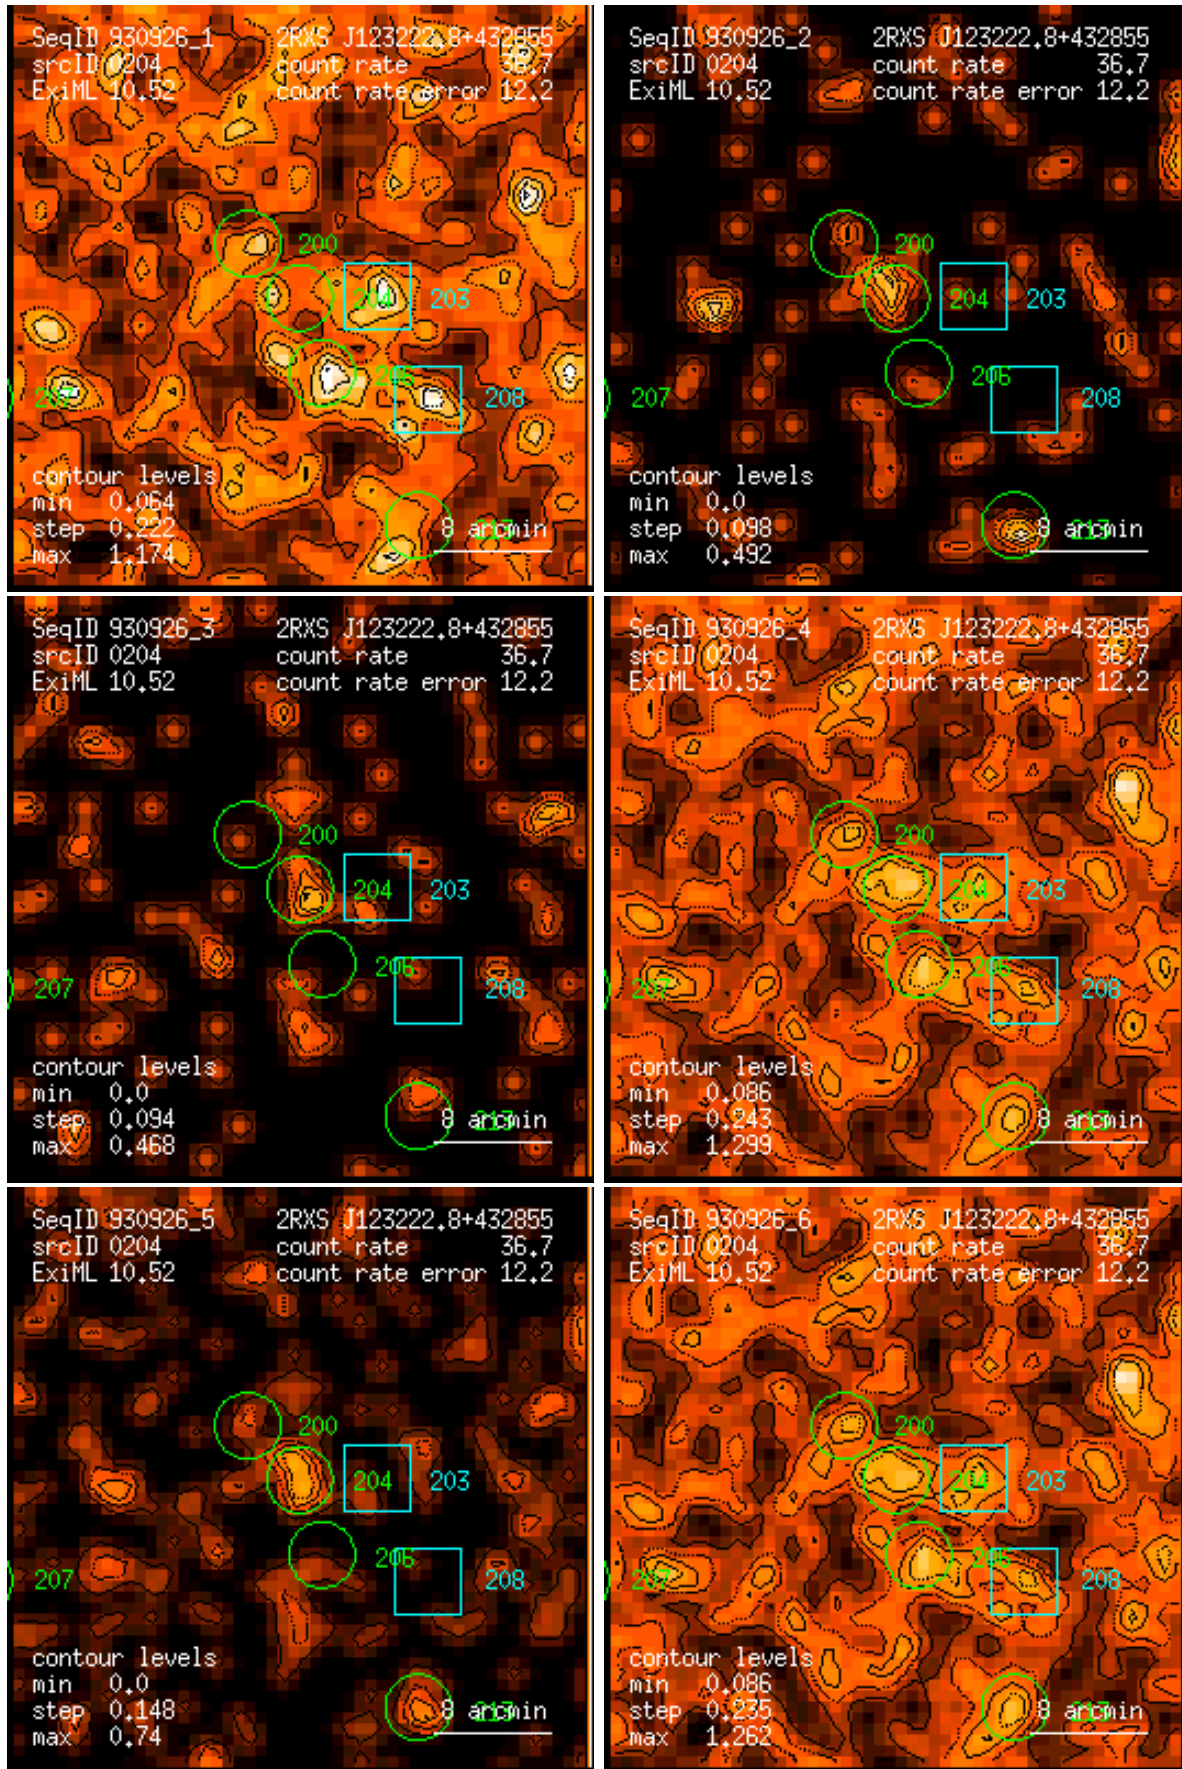 SeqID 930926_1 2RXS J123222.8+432855
srcID 0204 count rate 36.7
ExiML 10.52 count rate error 12.2
200
204 203
206
207 208
contour levels
min 0.064
step 0.222 8 arcmin
max 1.174
SeqID 930926_2 2RXS J123222.8+432855
srcID 0204 count rate 36.7
ExiML 10.52 count rate error 12.2
200
204 203
206
207 208
contour levels
min 0.0
step 0.098 8 arcmin
max 0.492
SeqID 930926_3 2RXS J123222.8+432855
srcID 0204 count rate 36.7
ExiML 10.52 count rate error 12.2
200
204 203
206
207 208
contour levels
min 0.0
step 0.094 8 arcmin
max 0.468
SeqID 930926_4 2RXS J123222.8+432855
srcID 0204 count rate 36.7
ExiML 10.52 count rate error 12.2
200
204 203
206
207 208
contour levels
min 0.086
step 0.243 8 arcmin
max 1.299
SeqID 930926_5 2RXS J123222.8+432855
srcID 0204 count rate 36.7
ExiML 10.52 count rate error 12.2
200
204 203
206
207 208
contour levels
min 0.0
step 0.148 8 arcmin
max 0.74
SeqID 930926_6 2RXS J123222.8+432855
srcID 0204 count rate 36.7
ExiML 10.52 count rate error 12.2
200
204 203
206
207 208
contour levels
min 0.086
step 0.235 8 arcmin
max 1.262